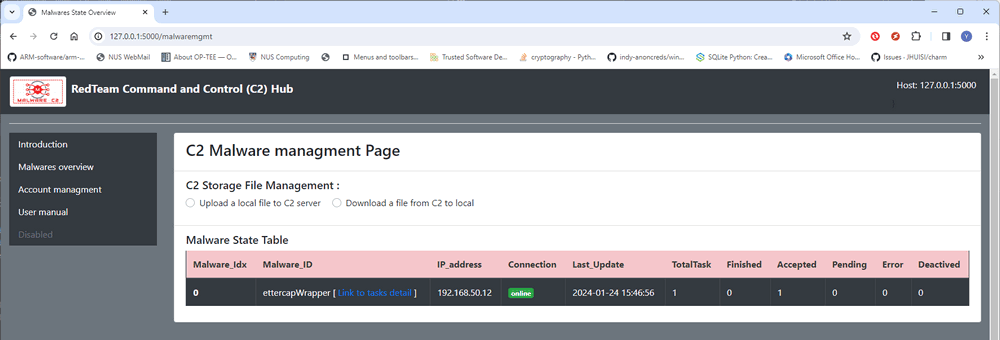 Malwares State Overview
127.0.0.1:5000/malwaremgmt
ARM-software/arm-... NUS WebMail About OP-TEE — O... NUS Computing Menus and toolbars... Trusted Software De... cryptography - Pyth... indy-anoncreds/win... SQLite Python: Crea... Microsoft Office Ho... Issues · JHUISI/charm
MALWARE C2
RedTeam Command and Control (C2) Hub
Host: 127.0.0.1:5000
Introduction
Malwares overview
Account managment
User manual
Disabled
C2 Malware managment Page
C2 Storage File Management :
Upload a local file to C2 server Download a file from C2 to local
Malware State Table
Malware_Idx Malware_ID IP_address Connection Last_Update TotalTask Finished Accepted Pending Error Deactived
0 ettercapWrapper [ Link to tasks detail ] 192.168.50.12 online 2024-01-24 15:46:56 1 0 1 0 0 0